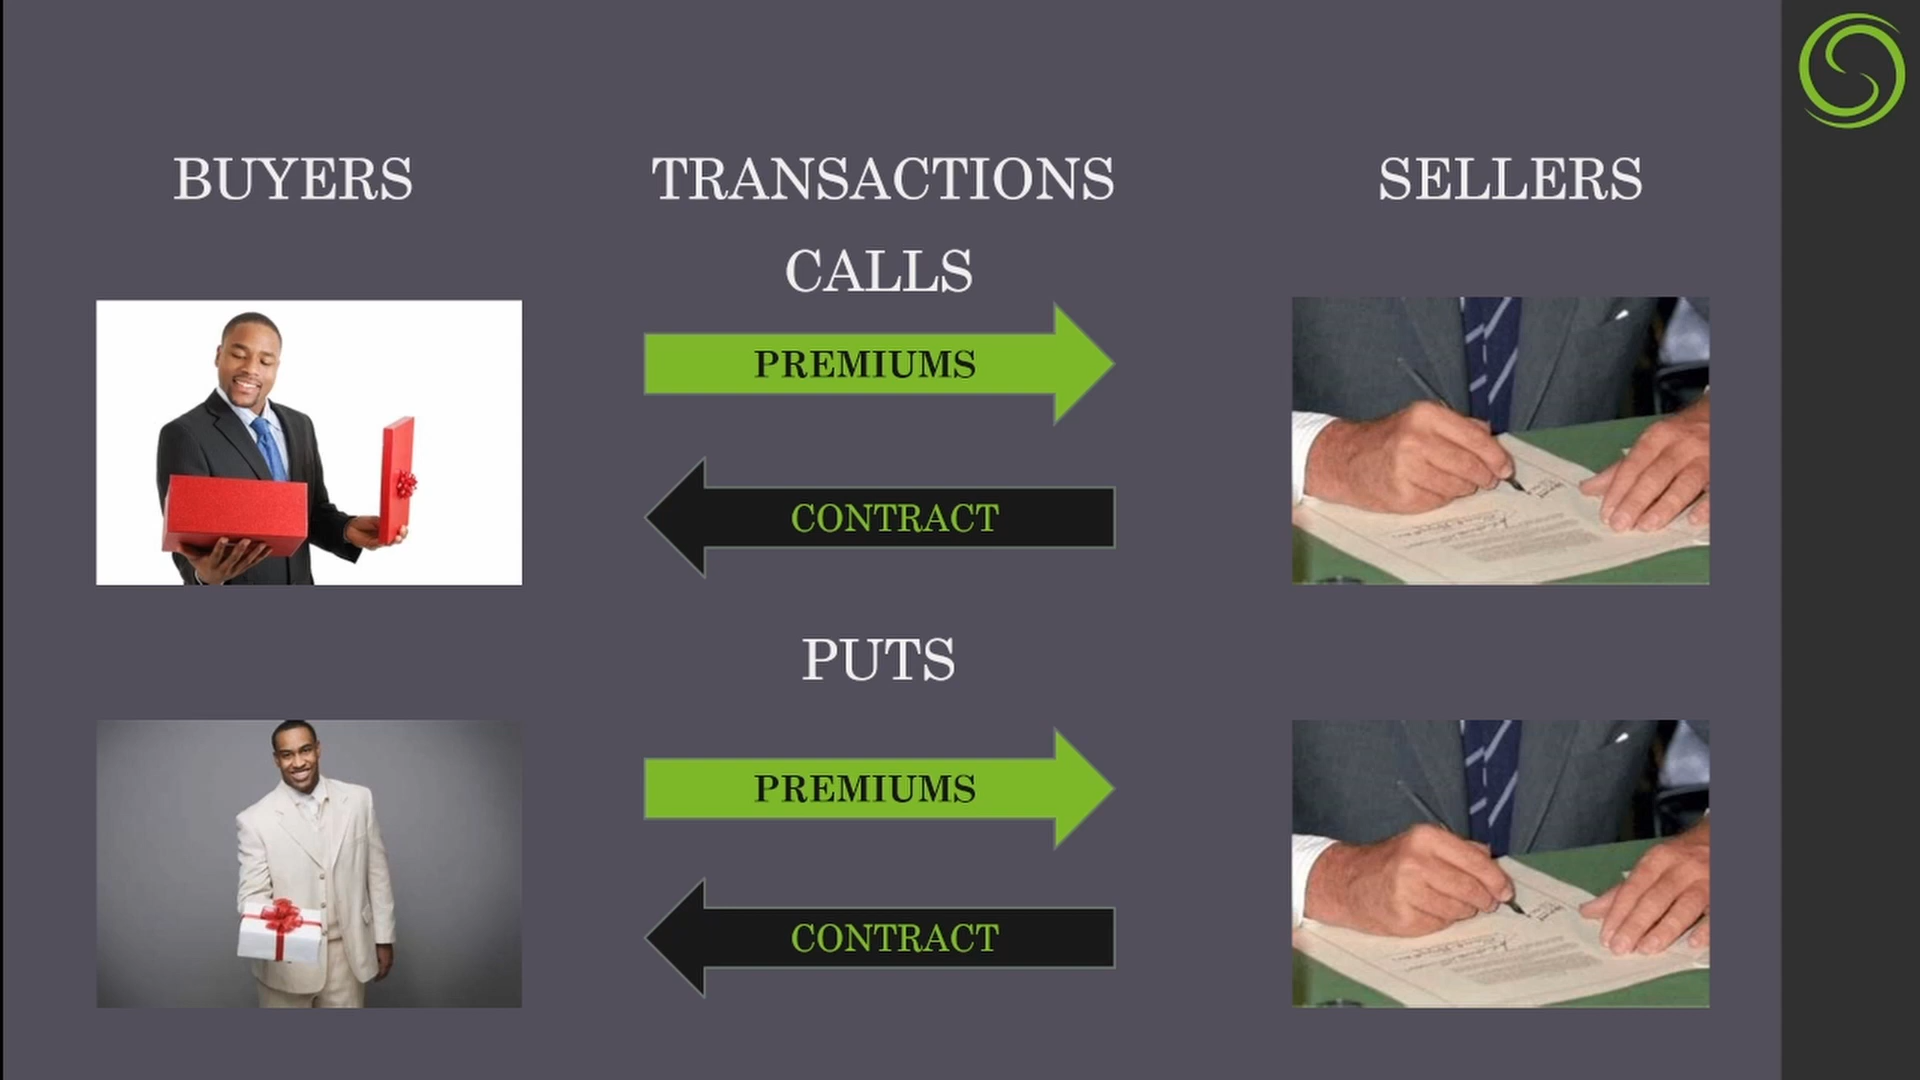 BUYERS
TRANSACTIONS
SELLERS
CALLS
PREMIUMS
CONTRACT
PUTS
PREMIUMS
CONTRACT